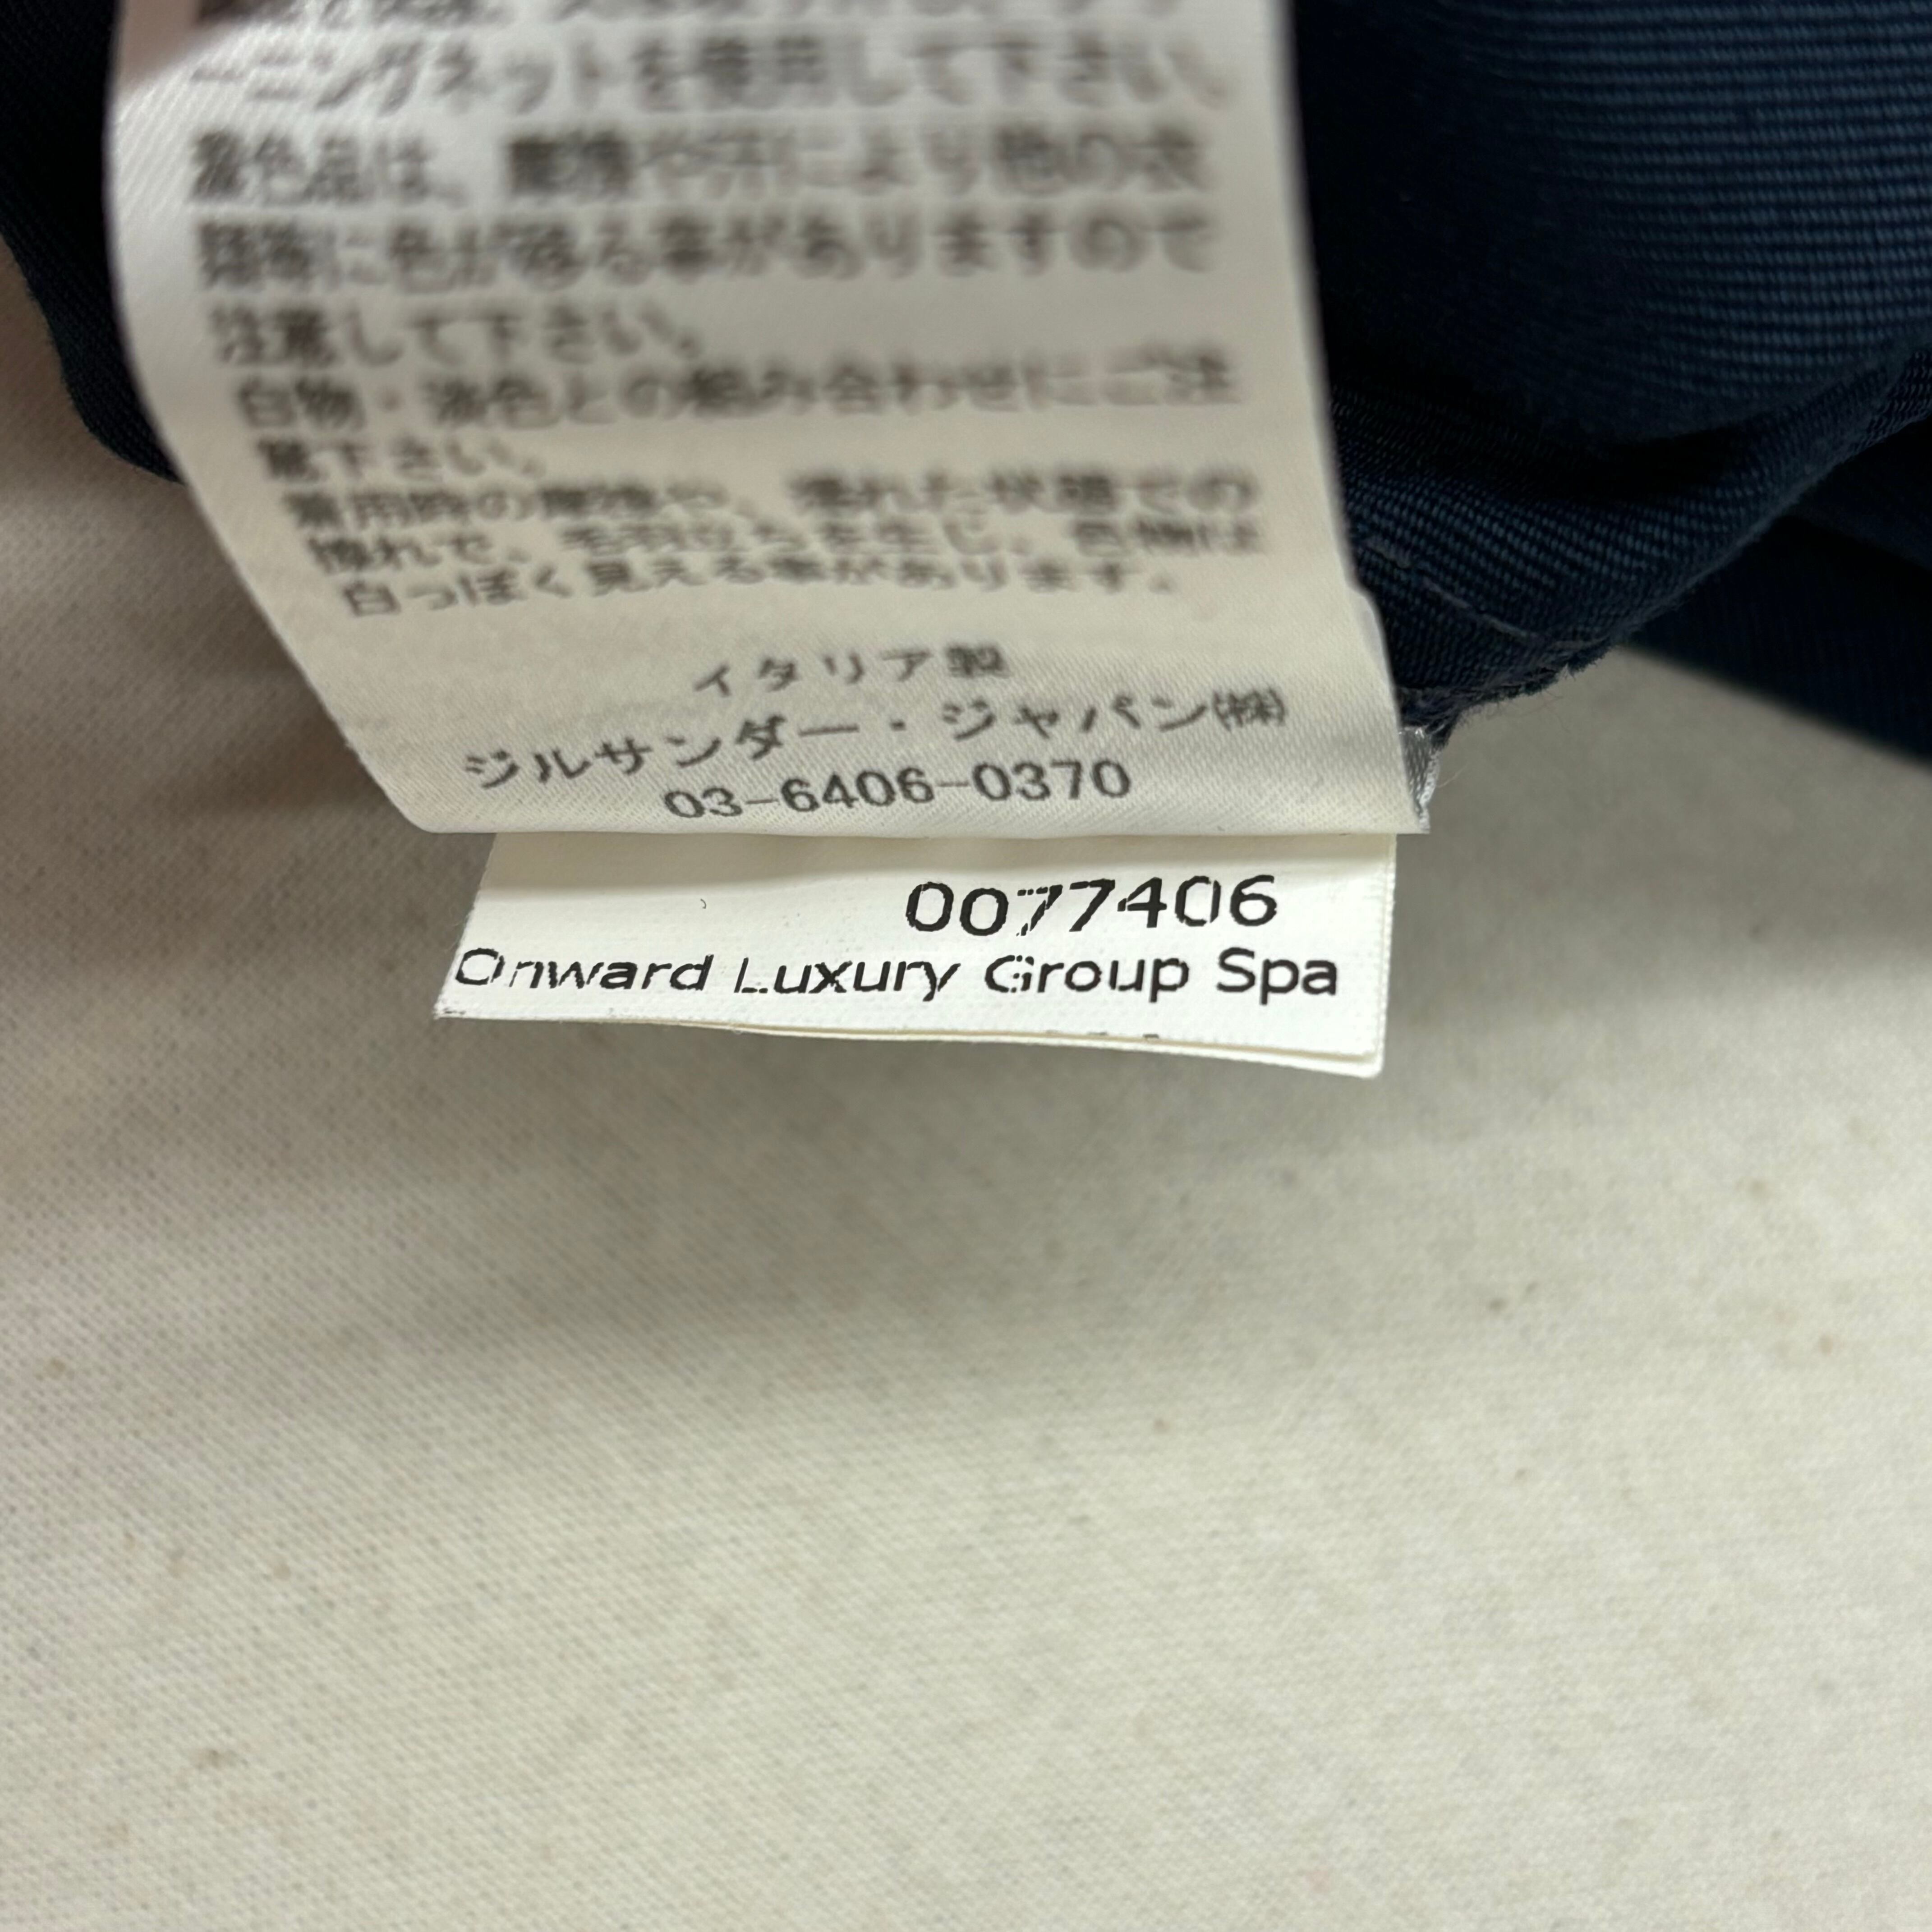 ーニングネットを使用して下さい。
濃色品は、摩擦や汗により他の衣
類等に色が移る事がありますので
注意して下さい。
白物・淡色との組み合わせにご注
意下さい。
着用時の摩擦や、濡れた状態での
擦れで、毛羽立ちを生じ、色物は
白っぽく見える事があります。
イタリア製
ジルサンダー・ジャパン㈱
03-6406-0370
0077406
Onward Luxury Group Spa